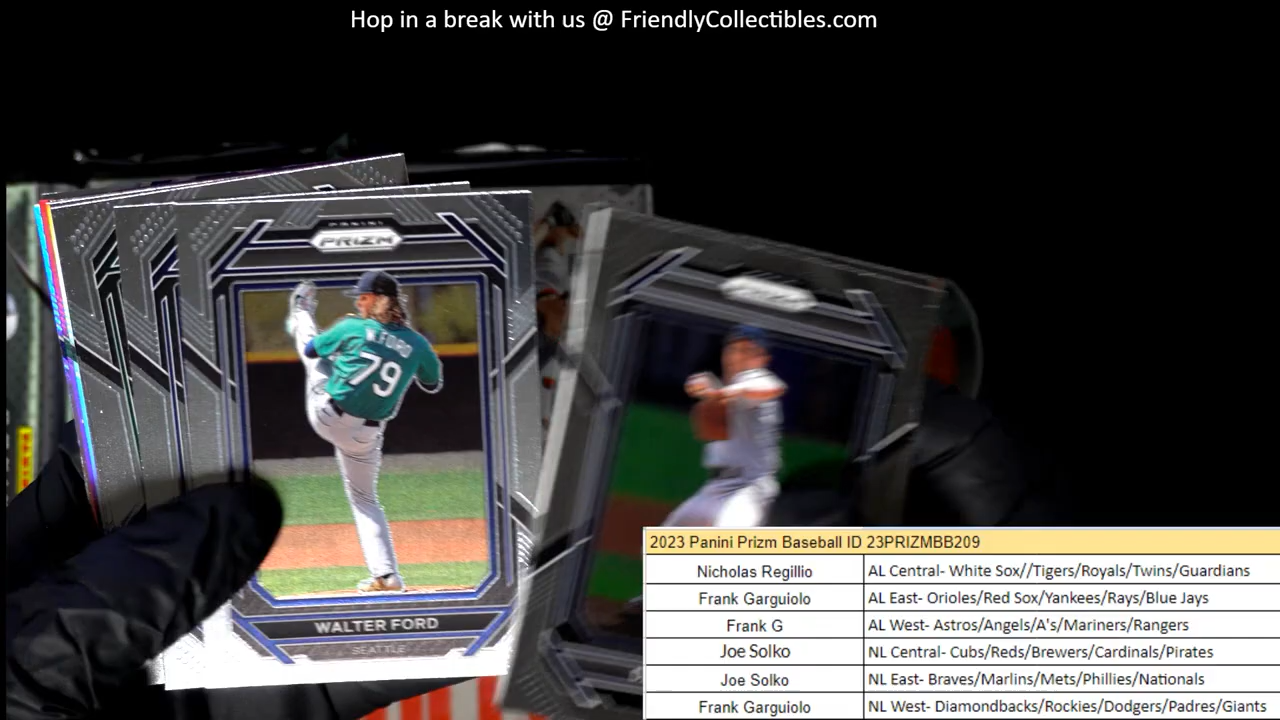 Hop in a break with us @ FriendlyCollectibles.com
PANINI
PRIZM
W. FORD
79
WALTER FORD
SEATTLE
2023 Panini Prizm Baseball ID 23PRIZMBB209
Nicholas Regillio AL Central- White Sox//Tigers/Royals/Twins/Guardians
Frank Garguiolo AL East- Orioles/Red Sox/Yankees/Rays/Blue Jays
Frank G AL West- Astros/Angels/A's/Mariners/Rangers
Joe Solko NL Central- Cubs/Reds/Brewers/Cardinals/Pirates
Joe Solko NL East- Braves/Marlins/Mets/Phillies/Nationals
Frank Garguiolo NL West- Diamondbacks/Rockies/Dodgers/Padres/Giants